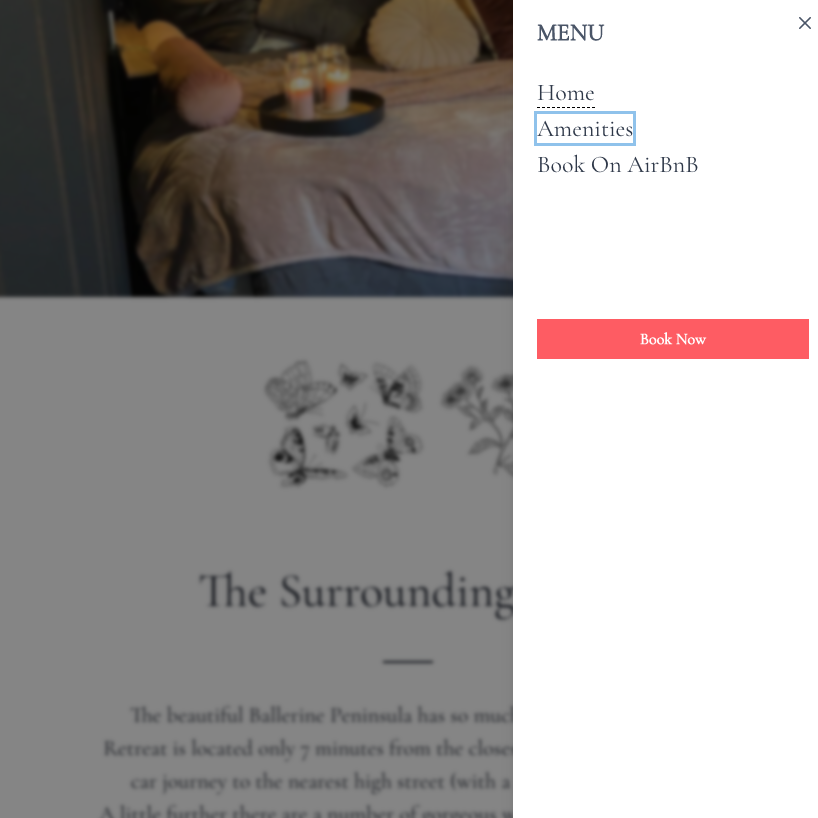 MENU
Home
Amenities
Book On AirBnB
Book Now
The Surrounding
The beautiful Ballerine Peninsula has so much
Retreat is located only 7 minutes from the closes
car journey to the nearest high street (with a
A little further there are a number of gorgeous